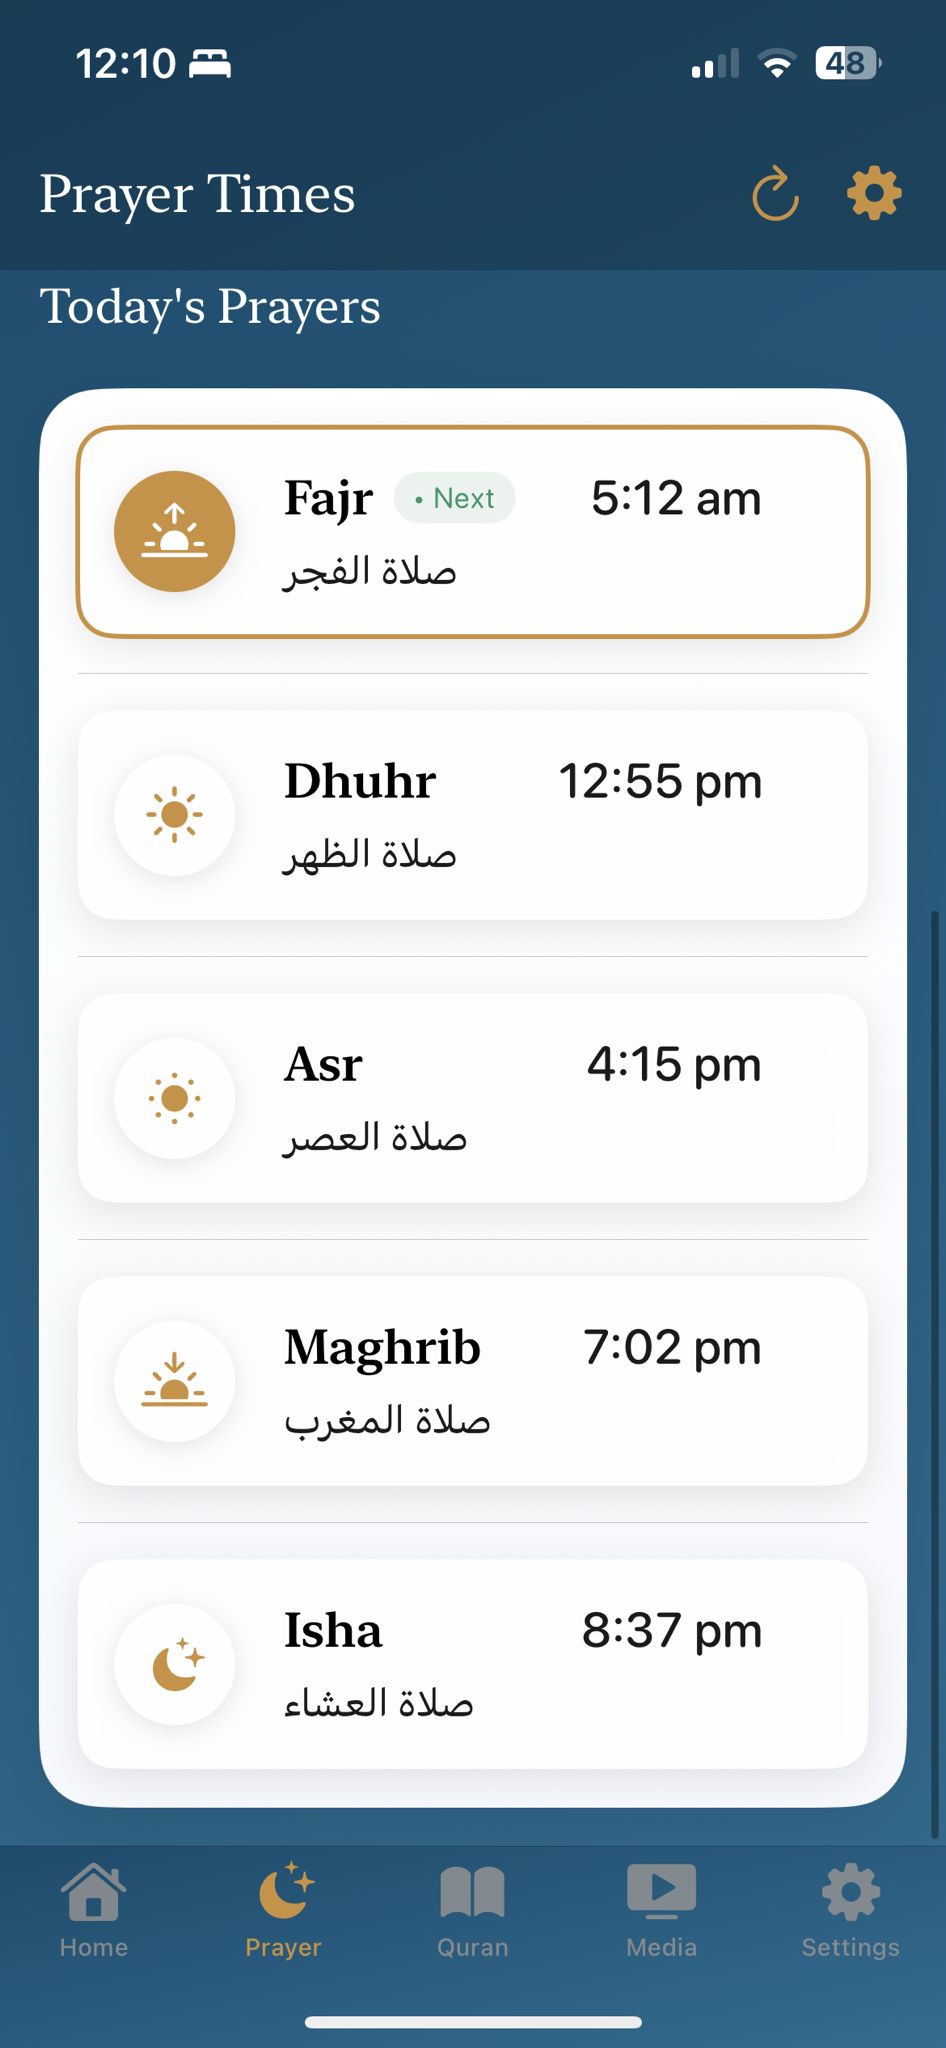 12:10
48
Prayer Times
Today's Prayers
Fajr • Next 5:12 am
صلاة الفجر
Dhuhr 12:55 pm
صلاة الظهر
Asr 4:15 pm
صلاة العصر
Maghrib 7:02 pm
صلاة المغرب
Isha 8:37 pm
صلاة العشاء
Home Prayer Quran Media Settings